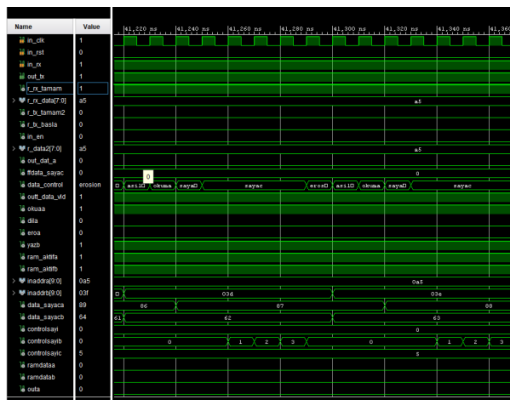 Name Value 41,220 ns 41,240 ns 41,260 ns 41,280 ns 41,300 ns 41,320 ns 41,340 ns 41,360
in_clk 1
in_rst 0
in_rx 1
out_tx 1
r_rx_tamam 1
r_rx_data[7:0] a5 a5
r_tx_tamam2 0
r_tx_basla 0
in_en 0
r_data2[7:0] a5 a5
out_dat_a 0
ffdata_sayac 0 0 0
data_control erosion okuma sayac okuma sayac
outt_data_vld 1
okuaa 1
dila 0
eroa 0
yazb 1
ram_aktifa 1
ram_aktifb 1
inaddra[9:0] 0a5 0a5
inaddrb[9:0] 03f 03d 03e
data_sayaca 89 86 87 88
data_sayacb 64 61 62 63
controlsayi 0 0
controlsayib 0 0 1 2 3 0 1 2 3
controlsayic 5 5
ramdataa 0
ramdatab 0
outa 0